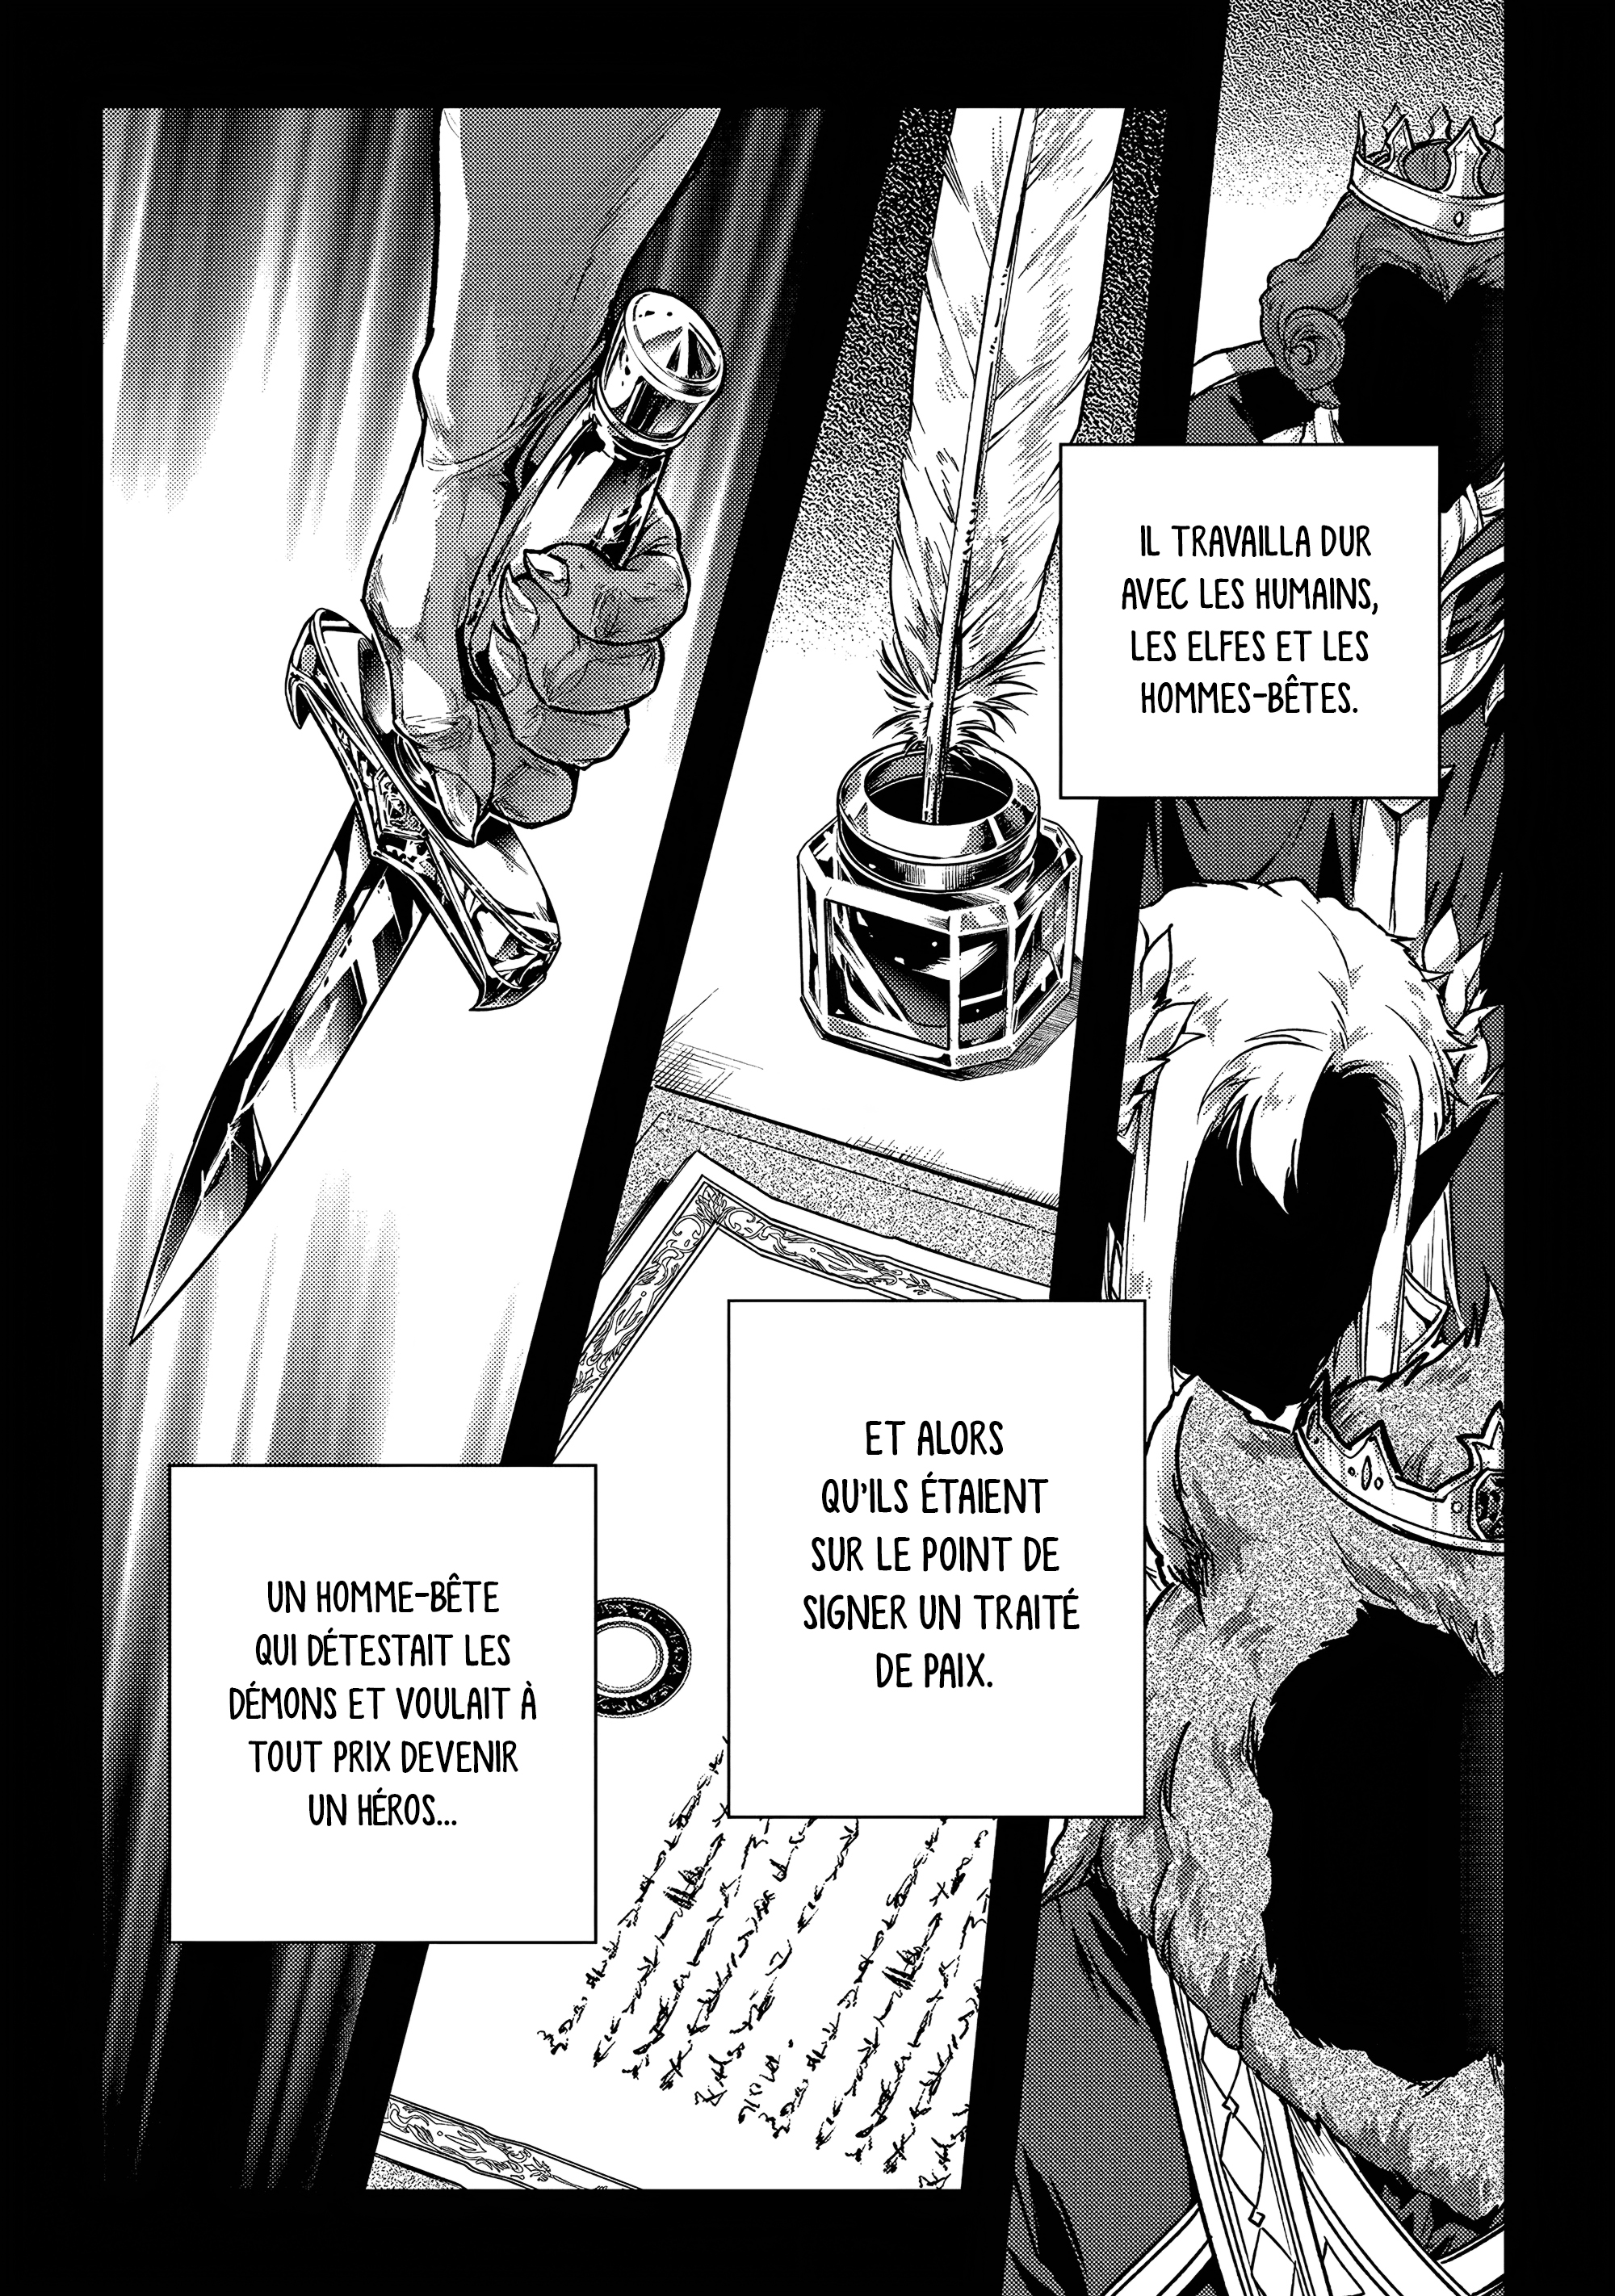 IL TRAVAILLA DUR
AVEC LES HUMAINS,
LES ELFES ET LES
HOMMES-BÊTES.
ET ALORS
QU'ILS ÉTAIENT
SUR LE POINT DE
SIGNER UN TRAITÉ
DE PAIX.
UN HOMME-BÊTE
QUI DÉTESTAIT LES
DÉMONS ET VOULAIT À
TOUT PRIX DEVENIR
UN HÉROS...